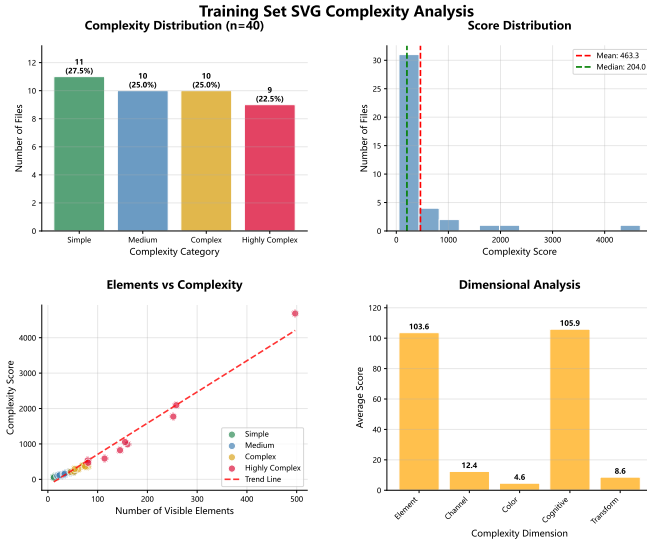 Training Set SVG Complexity Analysis
Complexity Distribution (n=40)
Number of Files
0
2
4
6
8
10
12
11
(27.5%)
10
(25.0%)
10
(25.0%)
9
(22.5%)
Simple
Medium
Complex
Highly Complex
Complexity Category
Score Distribution
Number of Files
0
5
10
15
20
25
30
Mean: 463.3
Median: 204.0
0
1000
2000
3000
4000
Complexity Score
Elements vs Complexity
Complexity Score
0
1000
2000
3000
4000
Simple
Medium
Complex
Highly Complex
Trend Line
0
100
200
300
400
500
Number of Visible Elements
Dimensional Analysis
Average Score
0
20
40
60
80
100
120
103.6
12.4
4.6
105.9
8.6
Element
Channel
Color
Cognitive
Transform
Complexity Dimension